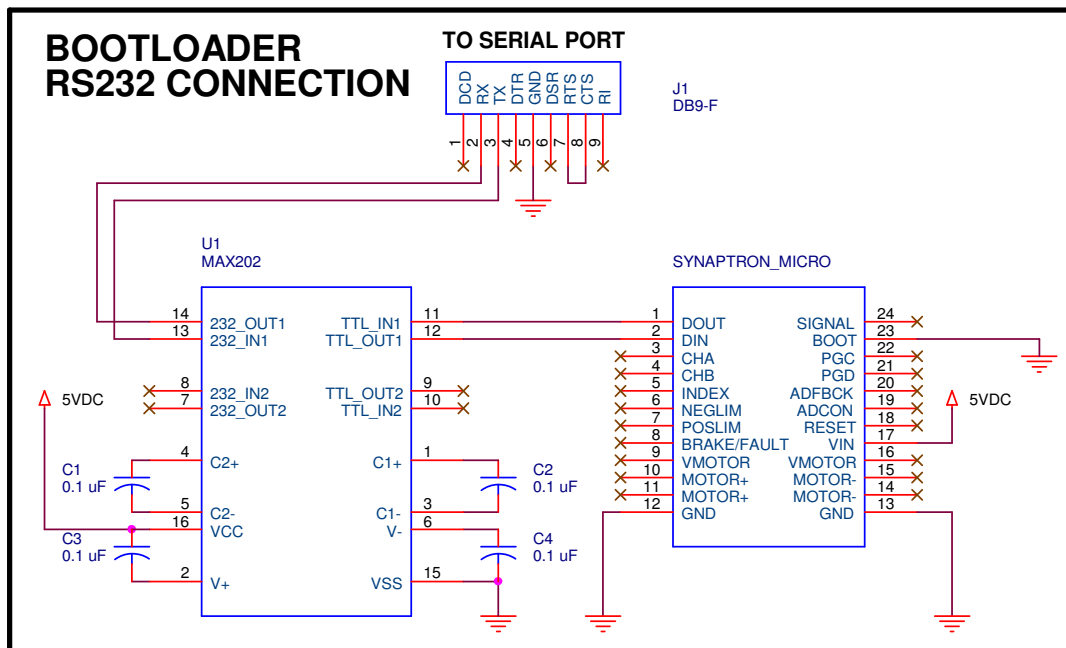 BOOTLOADER
RS232 CONNECTION
TO SERIAL PORT
DCD RX TX DTR GND DSR RTS CTS RI
1 2 3 4 5 6 7 8 9
J1
DB9-F
U1
MAX202
14 232_OUT1 TTL_IN1 11
13 232_IN1 TTL_OUT1 12
8 232_IN2 TTL_OUT2 9
7 232_OUT2 TTL_IN2 10
4 C2+ C1+ 1
5 C2- C1- 3
16 VCC V- 6
2 V+ VSS 15
5VDC
C1
0.1 uF
C3
0.1 uF
C2
0.1 uF
C4
0.1 uF
SYNAPTRON_MICRO
1 DOUT SIGNAL 24
2 DIN BOOT 23
3 CHA PGC 22
4 CHB PGD 21
5 INDEX ADFBCK 20
6 NEGLIM ADCON 19
7 POSLIM RESET 18
8 BRAKE/FAULT VIN 17
9 VMOTOR VMOTOR 16
10 MOTOR+ MOTOR- 15
11 MOTOR+ MOTOR- 14
12 GND GND 13
5VDC